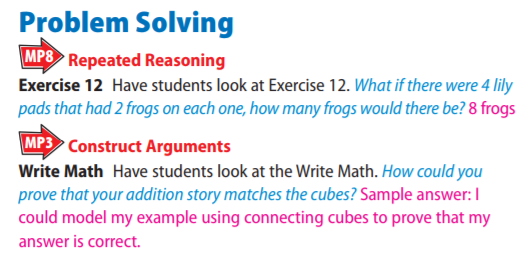 Problem Solving
MP8 Repeated Reasoning
Exercise 12 Have students look at Exercise 12. What if there were 4 lily
pads that had 2 frogs on each one, how many frogs would there be? 8 frogs
MP3 Construct Arguments
Write Math Have students look at the Write Math. How could you
prove that your addition story matches the cubes? Sample answer: I
could model my example using connecting cubes to prove that my
answer is correct.